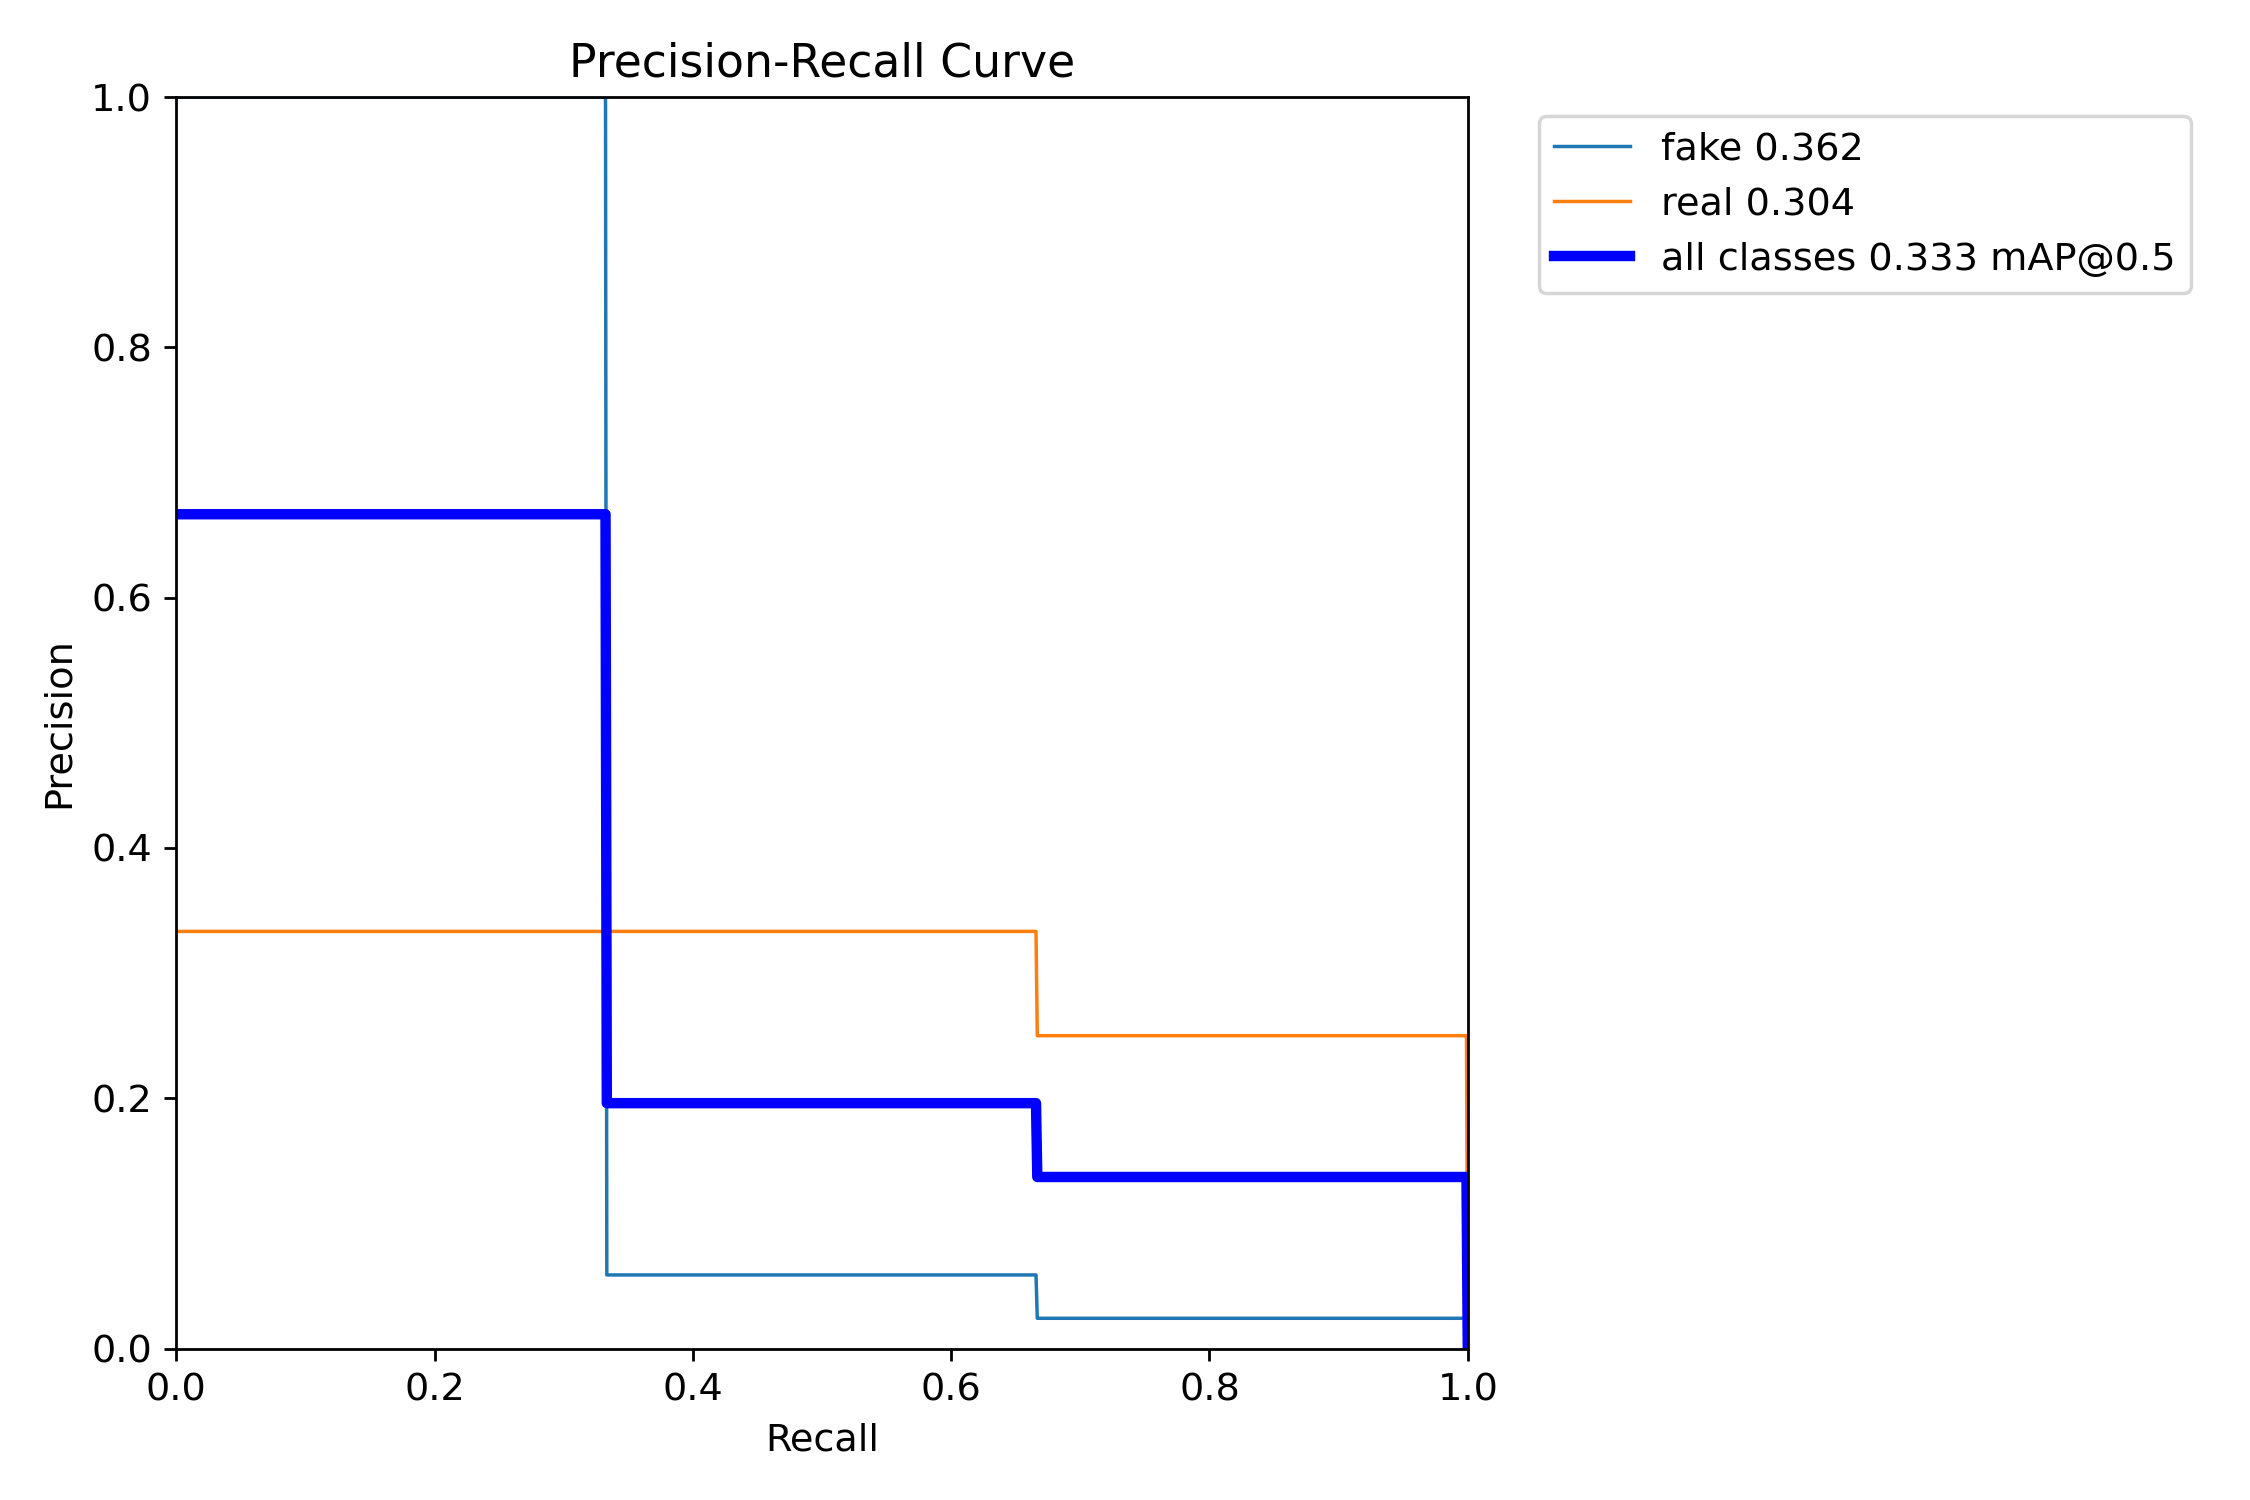 Precision-Recall Curve
fake 0.362
real 0.304
all classes 0.333 mAP@0.5
Precision
1.0
0.8
0.6
0.4
0.2
0.0
0.0 0.2 0.4 0.6 0.8 1.0
Recall